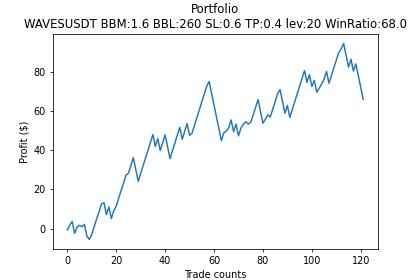 Portfolio
WAVESUSDT BBM:1.6 BBL:260 SL:0.6 TP:0.4 lev:20 WinRatio:68.0
Profit ($)
80
60
40
20
0
0 20 40 60 80 100 120
Trade counts